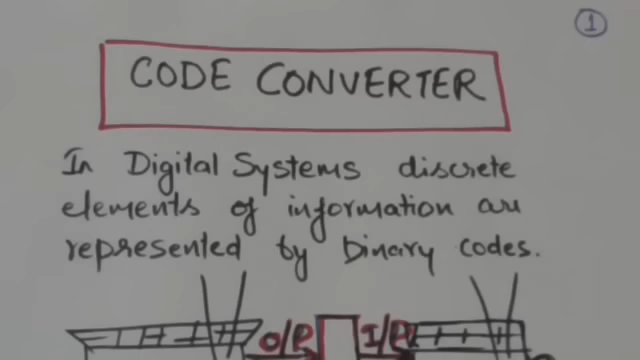 1
CODE CONVERTER
In Digital Systems discrete
elements of information are
represented by binary codes.
O/P I/P